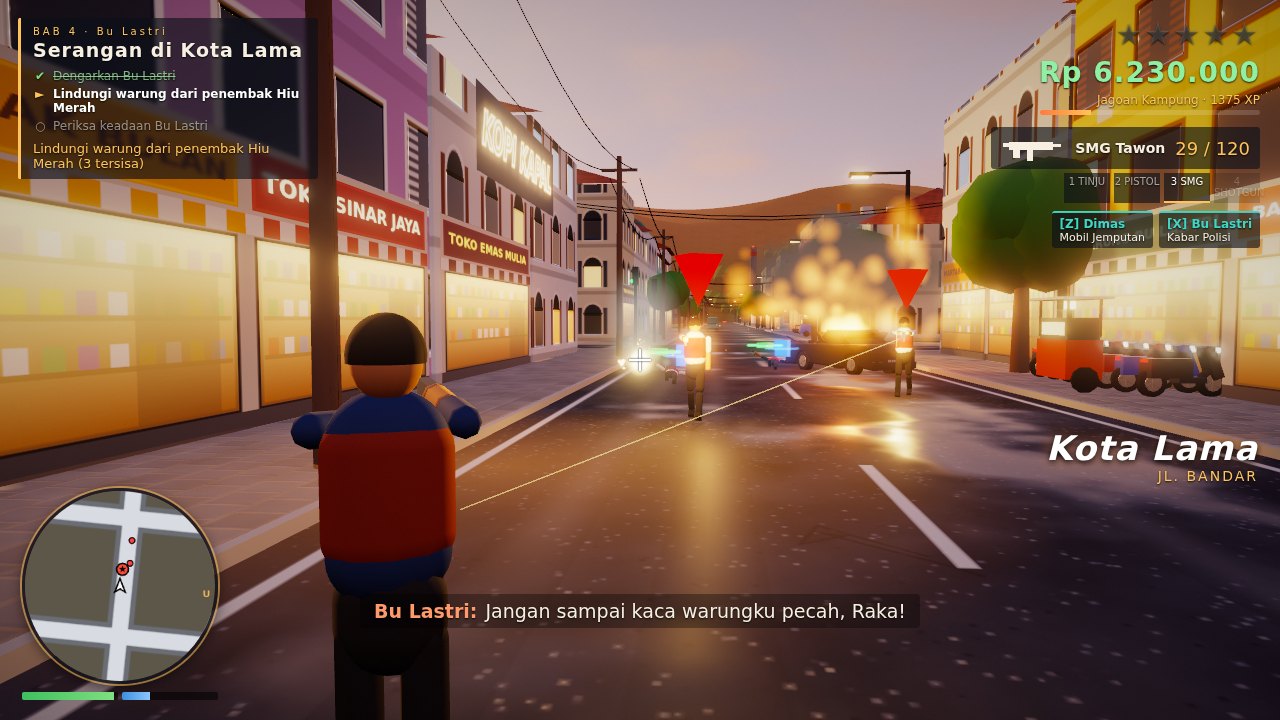 BAB 4 · Bu Lastri
Serangan di Kota Lama
✔ Dengarkan Bu Lastri
► Lindungi warung dari penembak Hiu
Merah
○ Periksa keadaan Bu Lastri
Lindungi warung dari penembak Hiu
Merah (3 tersisa)
Rp 6.230.000
Jagoan Kampung · 1375 XP
SMG Tawon 29 / 120
1 TINJU 2 PISTOL 3 SMG 4 SHOTGUN
[Z] Dimas
Mobil Jemputan
[X] Bu Lastri
Kabar Polisi
KOPI KAPAL
SINAR JAYA
TOKO EMAS MULIA
Kota Lama
JL. BANDAR
U
Bu Lastri: Jangan sampai kaca warungku pecah, Raka!